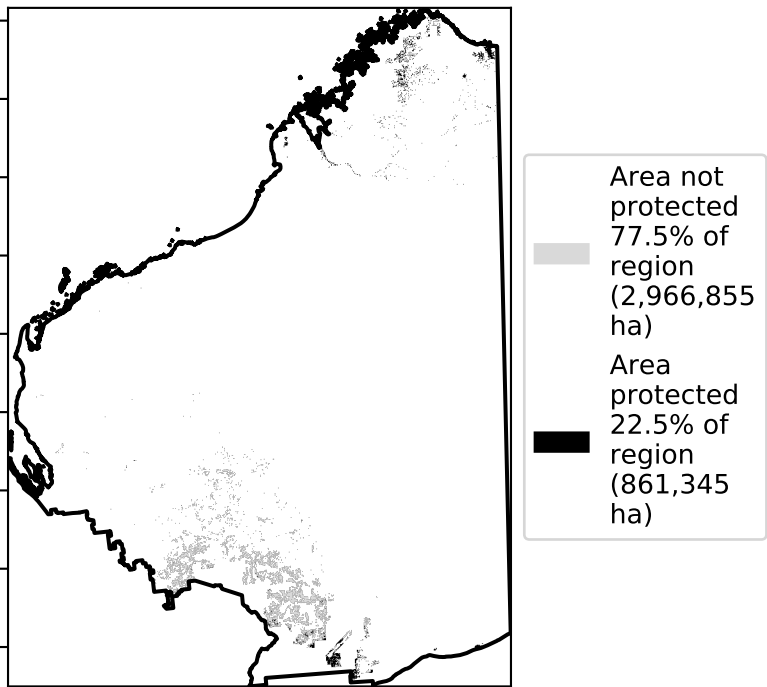 Area not
protected
77.5% of
region
(2,966,855
ha)
Area
protected
22.5% of
region
(861,345
ha)